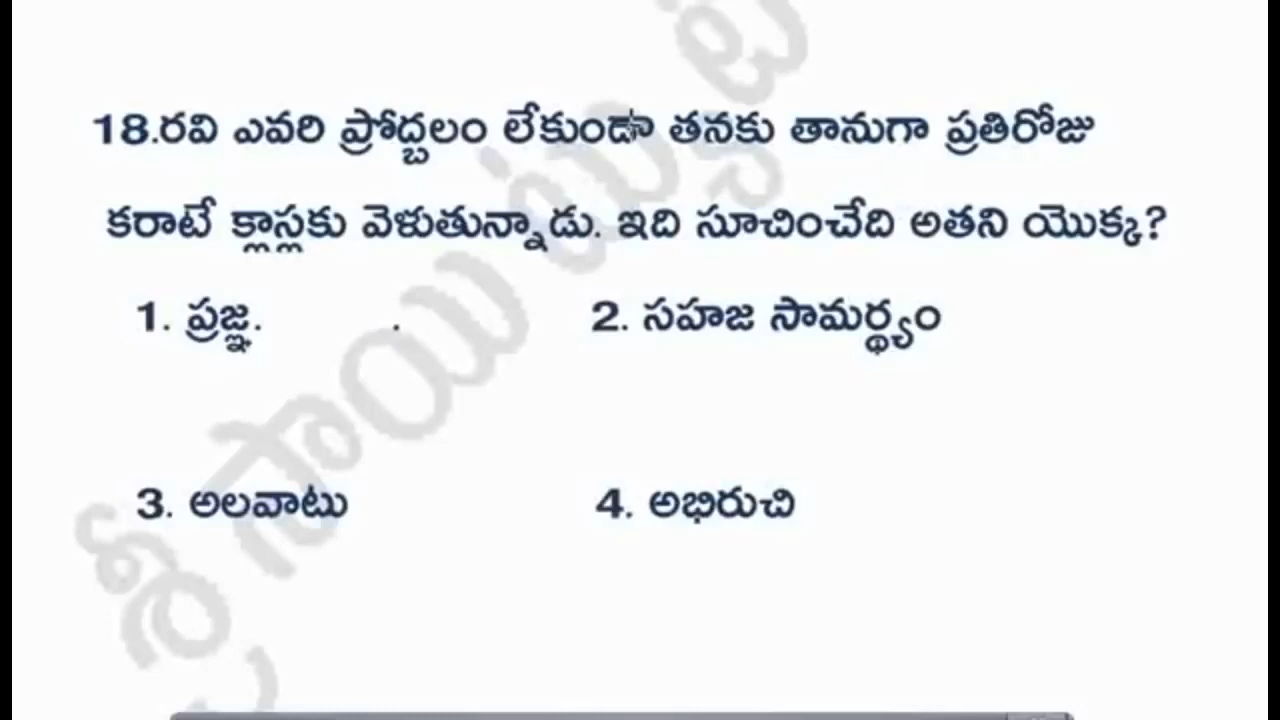 18.రవి ఎవరి ప్రోద్బలం లేకుండా తనకు తానుగా ప్రతిరోజు
కరాటే క్లాస్లకు వెళుతున్నాడు. ఇది సూచించేది అతని యొక్క?
1. ప్రజ్ఞ. . 2. సహజ సామర్థ్యం
3. అలవాటు 4. అభిరుచి